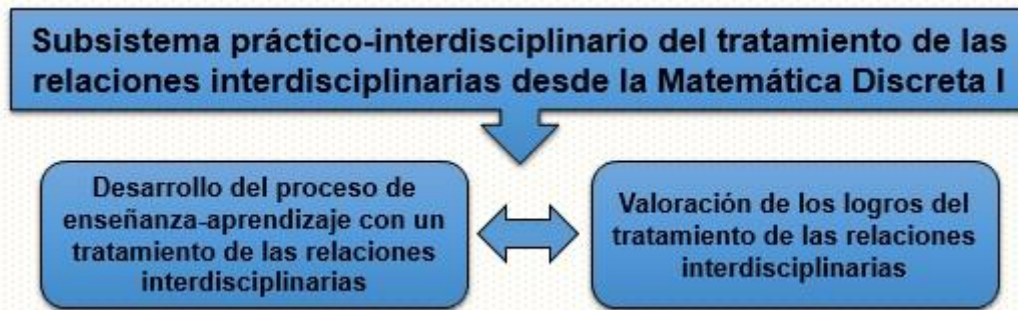 Subsistema práctico-interdisciplinario del tratamiento de las
relaciones interdisciplinarias desde la Matemática Discreta I
Desarrollo del proceso de
enseñanza-aprendizaje con un
tratamiento de las relaciones
interdisciplinarias
Valoración de los logros del
tratamiento de las relaciones
interdisciplinarias